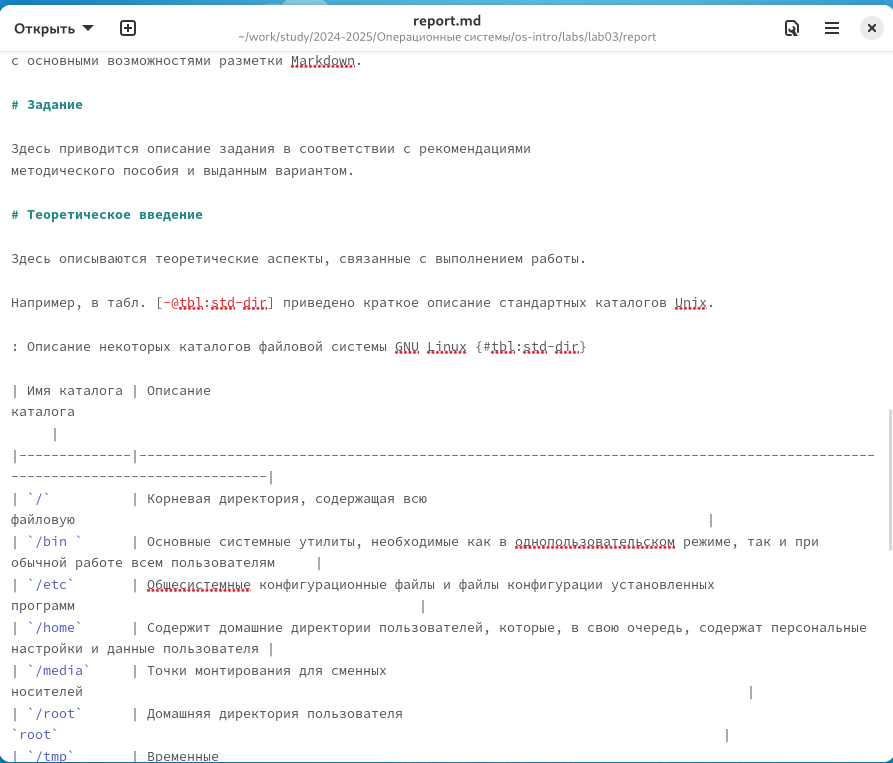 Открыть
report.md
~/work/study/2024-2025/Операционные системы/os-intro/labs/lab03/report
с основными возможностями разметки Markdown.
# Задание
Здесь приводится описание задания в соответствии с рекомендациями
методического пособия и выданным вариантом.
# Теоретическое введение
Здесь описываются теоретические аспекты, связанные с выполнением работы.
Например, в табл. [-@tbl:std-dir] приведено краткое описание стандартных каталогов Unix.
: Описание некоторых каталогов файловой системы GNU Linux {#tbl:std-dir}
| Имя каталога | Описание
каталога
|
|--------------|--------------------------------------------------------------------------------------------
--------------------------------|
| `/`          | Корневая директория, содержащая всю
файловую                                                                               |
| `/bin `      | Основные системные утилиты, необходимые как в однопользовательском режиме, так и при
обычной работе всем пользователям     |
| `/etc`       | Общесистемные конфигурационные файлы и файлы конфигурации установленных
программ                                           |
| `/home`      | Содержит домашние директории пользователей, которые, в свою очередь, содержат персональные
настройки и данные пользователя |
| `/media`     | Точки монтирования для сменных
носителей                                                                                   |
| `/root`      | Домашняя директория пользователя
`root`                                                                                   |
| `/tmp`       | Временные